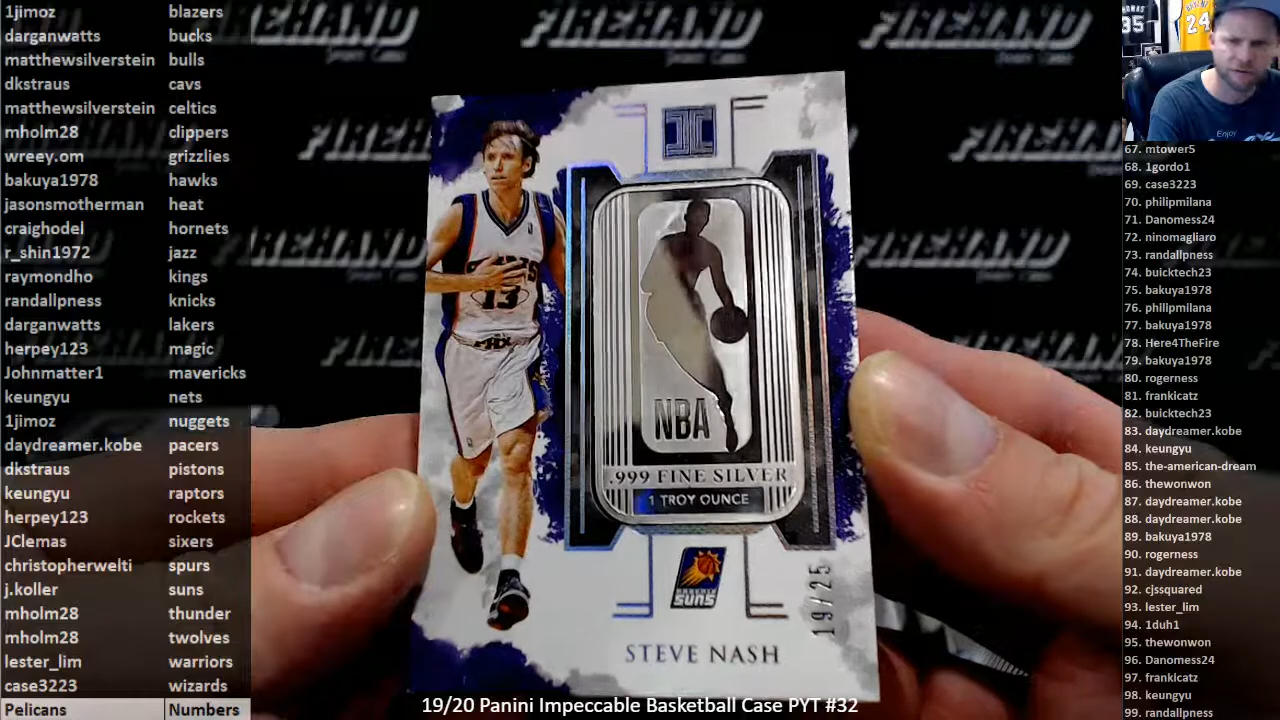 1jimoz blazers
darganwatts bucks
matthewsilverstein bulls
dkstraus cavs
matthewsilverstein celtics
mholm28 clippers
wreey.om grizzlies
bakuya1978 hawks
jasonsmotherman heat
craighodel hornets
r_shin1972 jazz
raymondho kings
randallpness knicks
darganwatts lakers
herpey123 magic
Johnmatter1 mavericks
keungyu nets
1jimoz nuggets
daydreamer.kobe pacers
dkstraus pistons
keungyu raptors
herpey123 rockets
JClemas sixers
christopherwelti spurs
j.koller suns
mholm28 thunder
mholm28 twolves
lester_lim warriors
case3223 wizards
Pelicans Numbers
FIREHAND
FIREHAND
FIREHAND
FIREHAND
FIREHAND
13
NBA
.999 FINE SILVER
1 TROY OUNCE
SUNS
19/25
STEVE NASH
19/20 Panini Impeccable Basketball Case PYT #32
35
24
Enjoy
67. mtower5
68. 1gordo1
69. case3223
70. philipmilana
71. Danomess24
72. ninomagliaro
73. randallpness
74. buicktech23
75. bakuya1978
76. philipmilana
77. bakuya1978
78. Here4TheFire
79. bakuya1978
80. rogerness
81. frankicatz
82. buicktech23
83. daydreamer.kobe
84. keungyu
85. the-american-dream
86. thewonwon
87. daydreamer.kobe
88. daydreamer.kobe
89. bakuya1978
90. rogerness
91. daydreamer.kobe
92. cjssquared
93. lester_lim
94. 1duh1
95. thewonwon
96. Danomess24
97. frankicatz
98. keungyu
99. randallpness